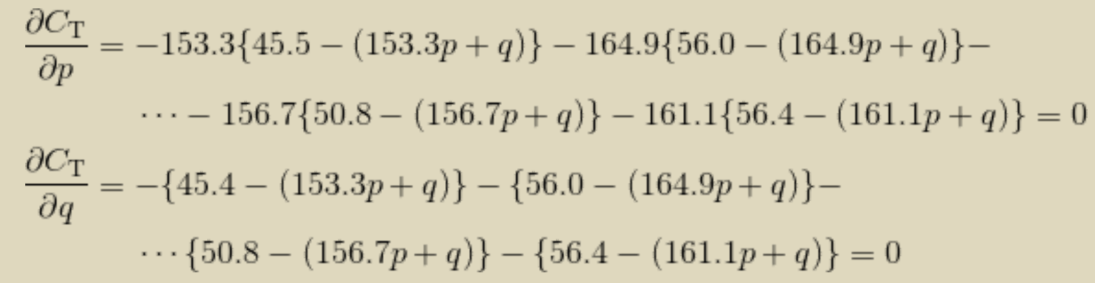 ∂C_T/∂p = −153.3{45.5 − (153.3p + q)} − 164.9{56.0 − (164.9p + q)}−
⋯ − 156.7{50.8 − (156.7p + q)} − 161.1{56.4 − (161.1p + q)} = 0
∂C_T/∂q = −{45.4 − (153.3p + q)} − {56.0 − (164.9p + q)}−
⋯ {50.8 − (156.7p + q)} − {56.4 − (161.1p + q)} = 0